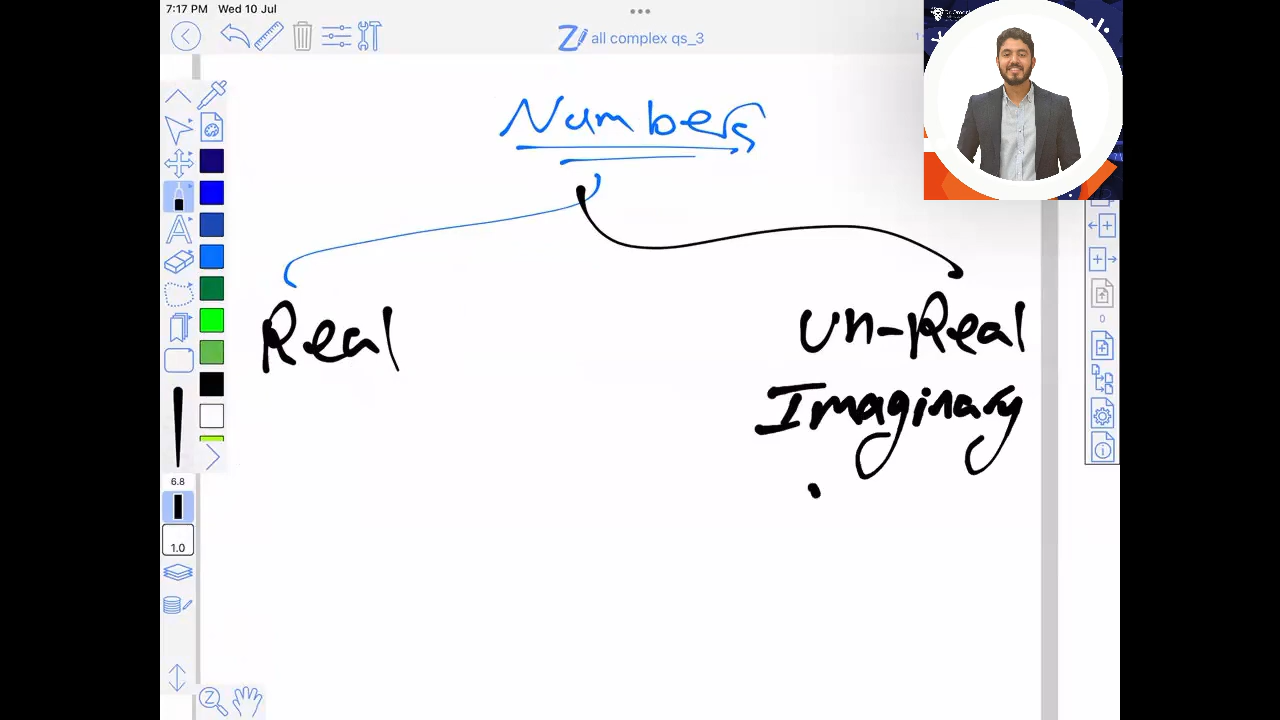 7:17 PM Wed 10 Jul
all complex qs_3
Numbers
Real
Un-Real
Imaginary
6.8
1.0
0